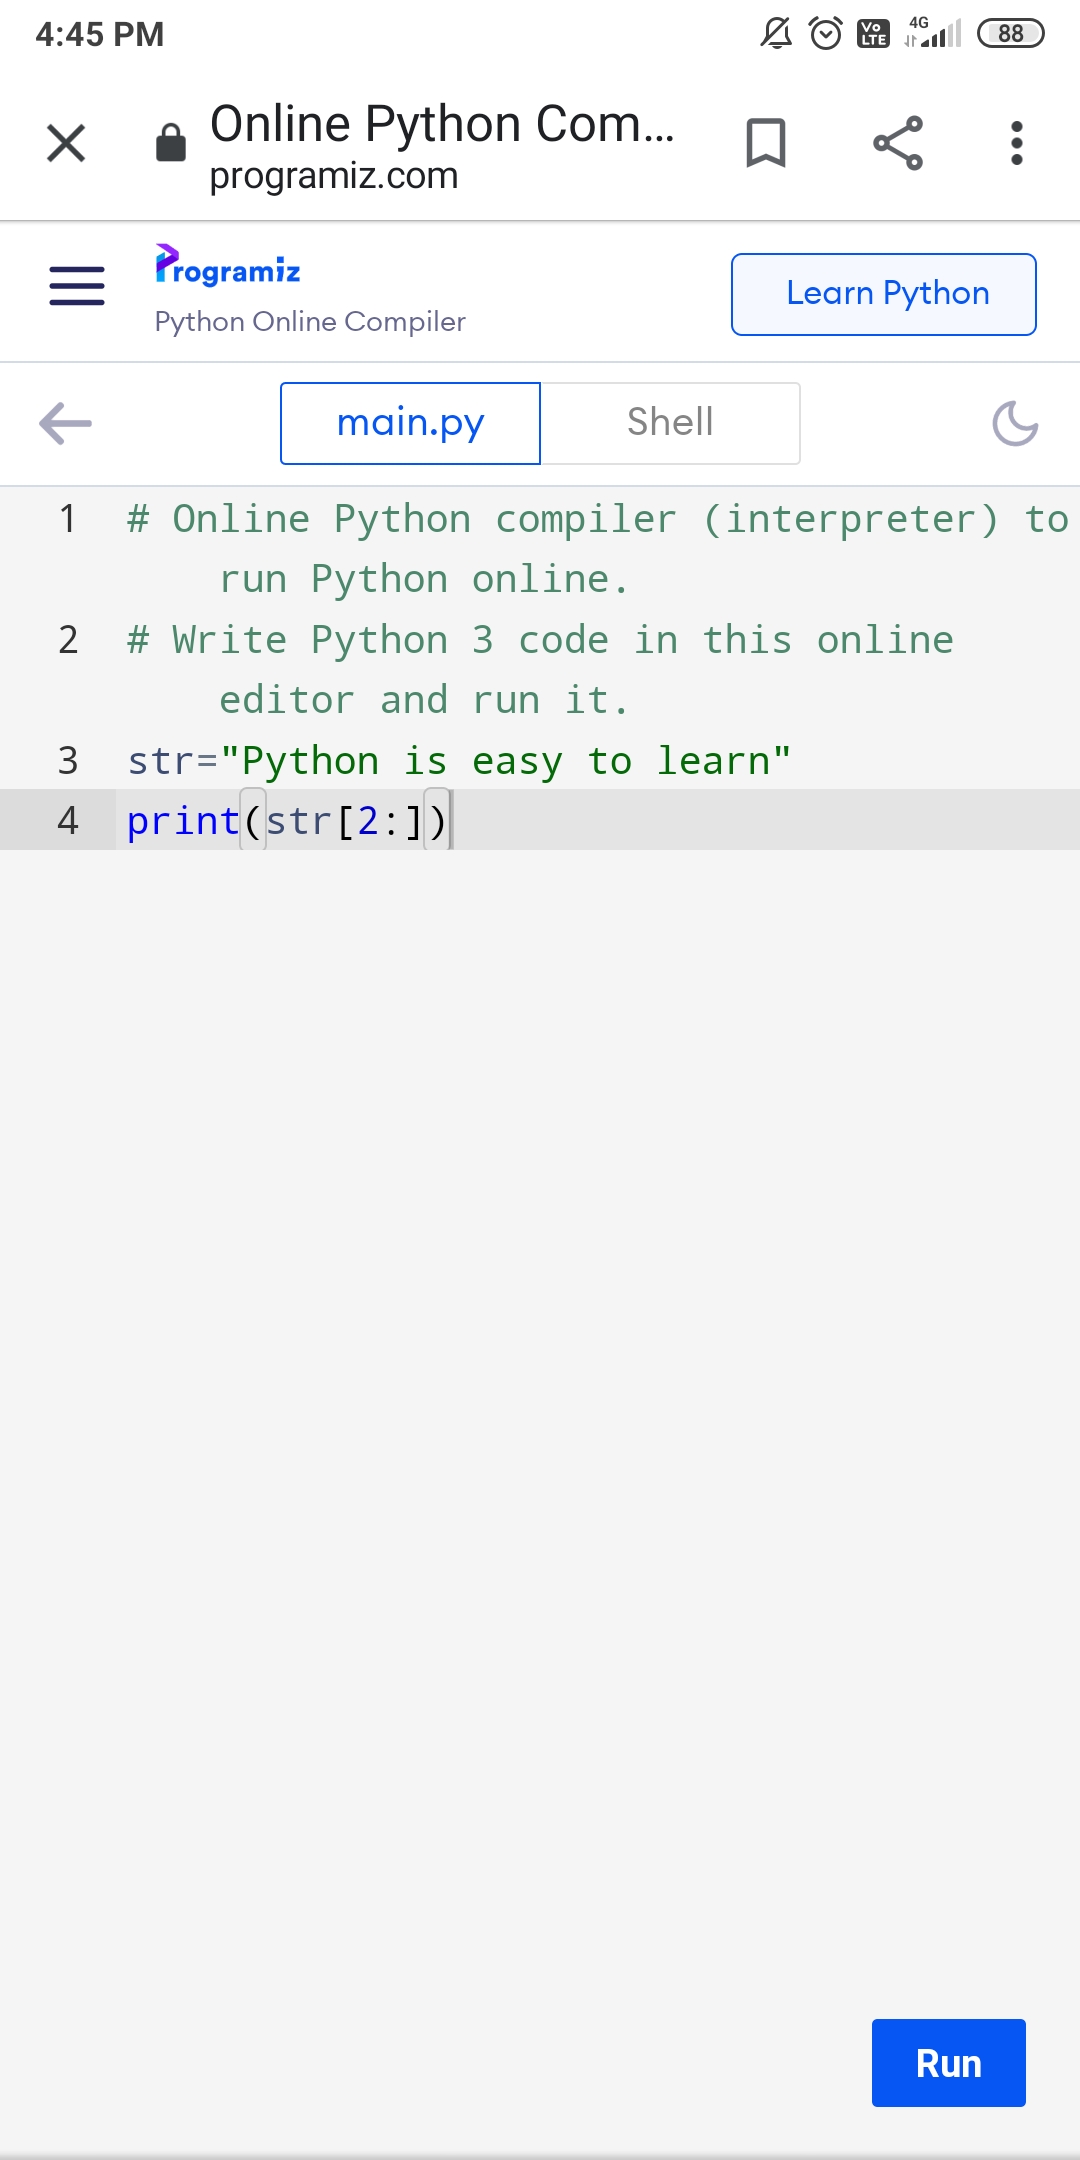 4:45 PM
Vo LTE 4G 88
Online Python Com...
programiz.com
Programiz
Python Online Compiler
Learn Python
main.py Shell
1 # Online Python compiler (interpreter) to
run Python online.
2 # Write Python 3 code in this online
editor and run it.
3 str="Python is easy to learn"
4 print(str[2:])
Run